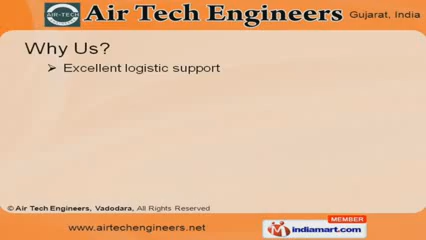 AIR-TECH
Air Tech Engineers
Gujarat, India
Why Us?
➢ Excellent logistic support
© Air Tech Engineers, Vadodara, All Rights Reserved
www.airtechengineers.net
MEMBER
indiamart.com